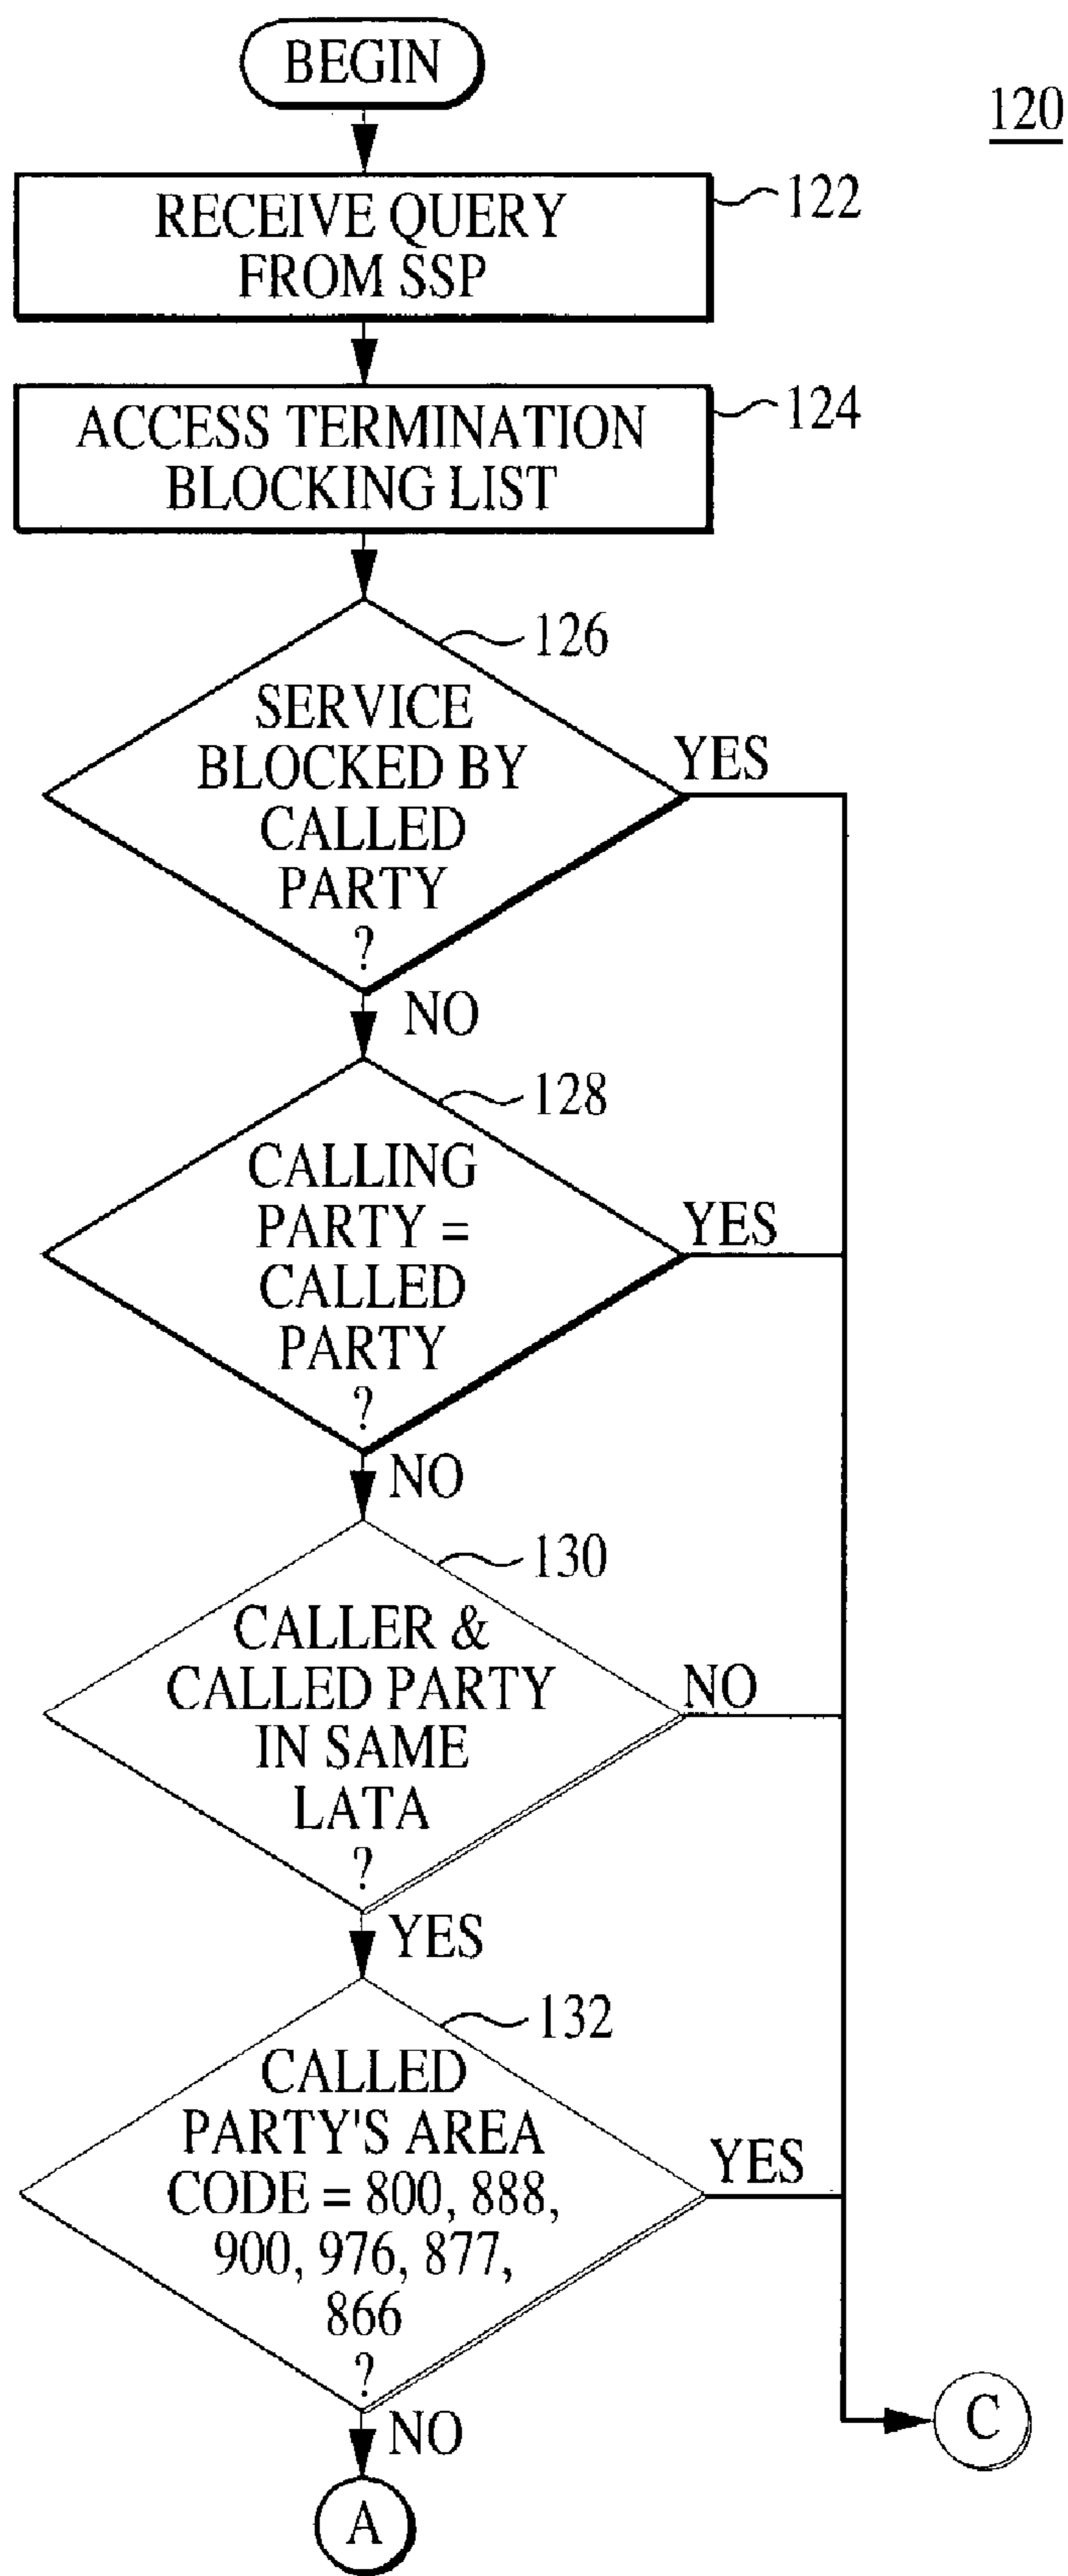 BEGIN
120
RECEIVE QUERY
FROM SSP
122
ACCESS TERMINATION
BLOCKING LIST
124
126
SERVICE
BLOCKED BY
CALLED
PARTY
?
YES
NO
128
CALLING
PARTY =
CALLED
PARTY
?
YES
NO
130
CALLER &
CALLED PARTY
IN SAME
LATA
?
NO
YES
132
CALLED
PARTY'S AREA
CODE = 800, 888,
900, 976, 877,
866
?
YES
NO
C
A